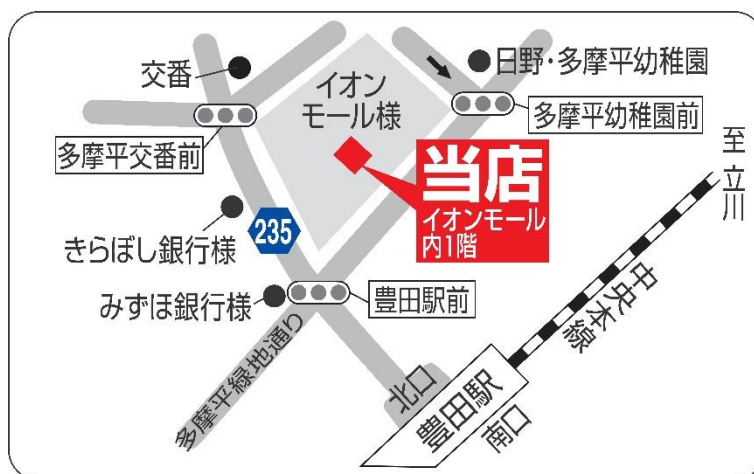 交番
イオン
モール様
日野・多摩平幼稚園
多摩平交番前
多摩平幼稚園前
至立川
当店
イオンモール
内1階
きらぼし銀行様
235
みずほ銀行様
豊田駅前
中央本線
多摩平緑地通り
北口
豊田駅
南口